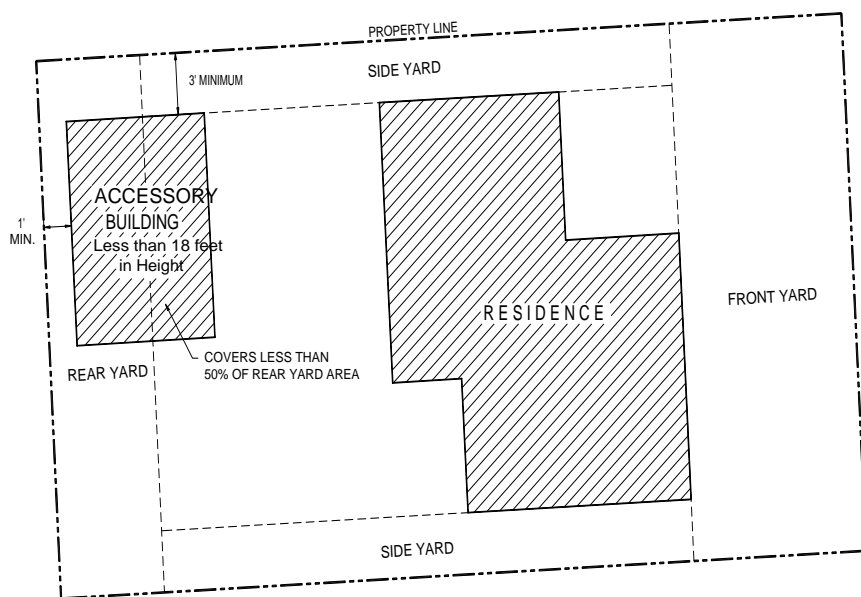 PROPERTY LINE
SIDE YARD
3' MINIMUM
ACCESSORY
BUILDING
Less than 18 feet
in Height
1'
MIN.
RESIDENCE
FRONT YARD
COVERS LESS THAN
50% OF REAR YARD AREA
REAR YARD
SIDE YARD